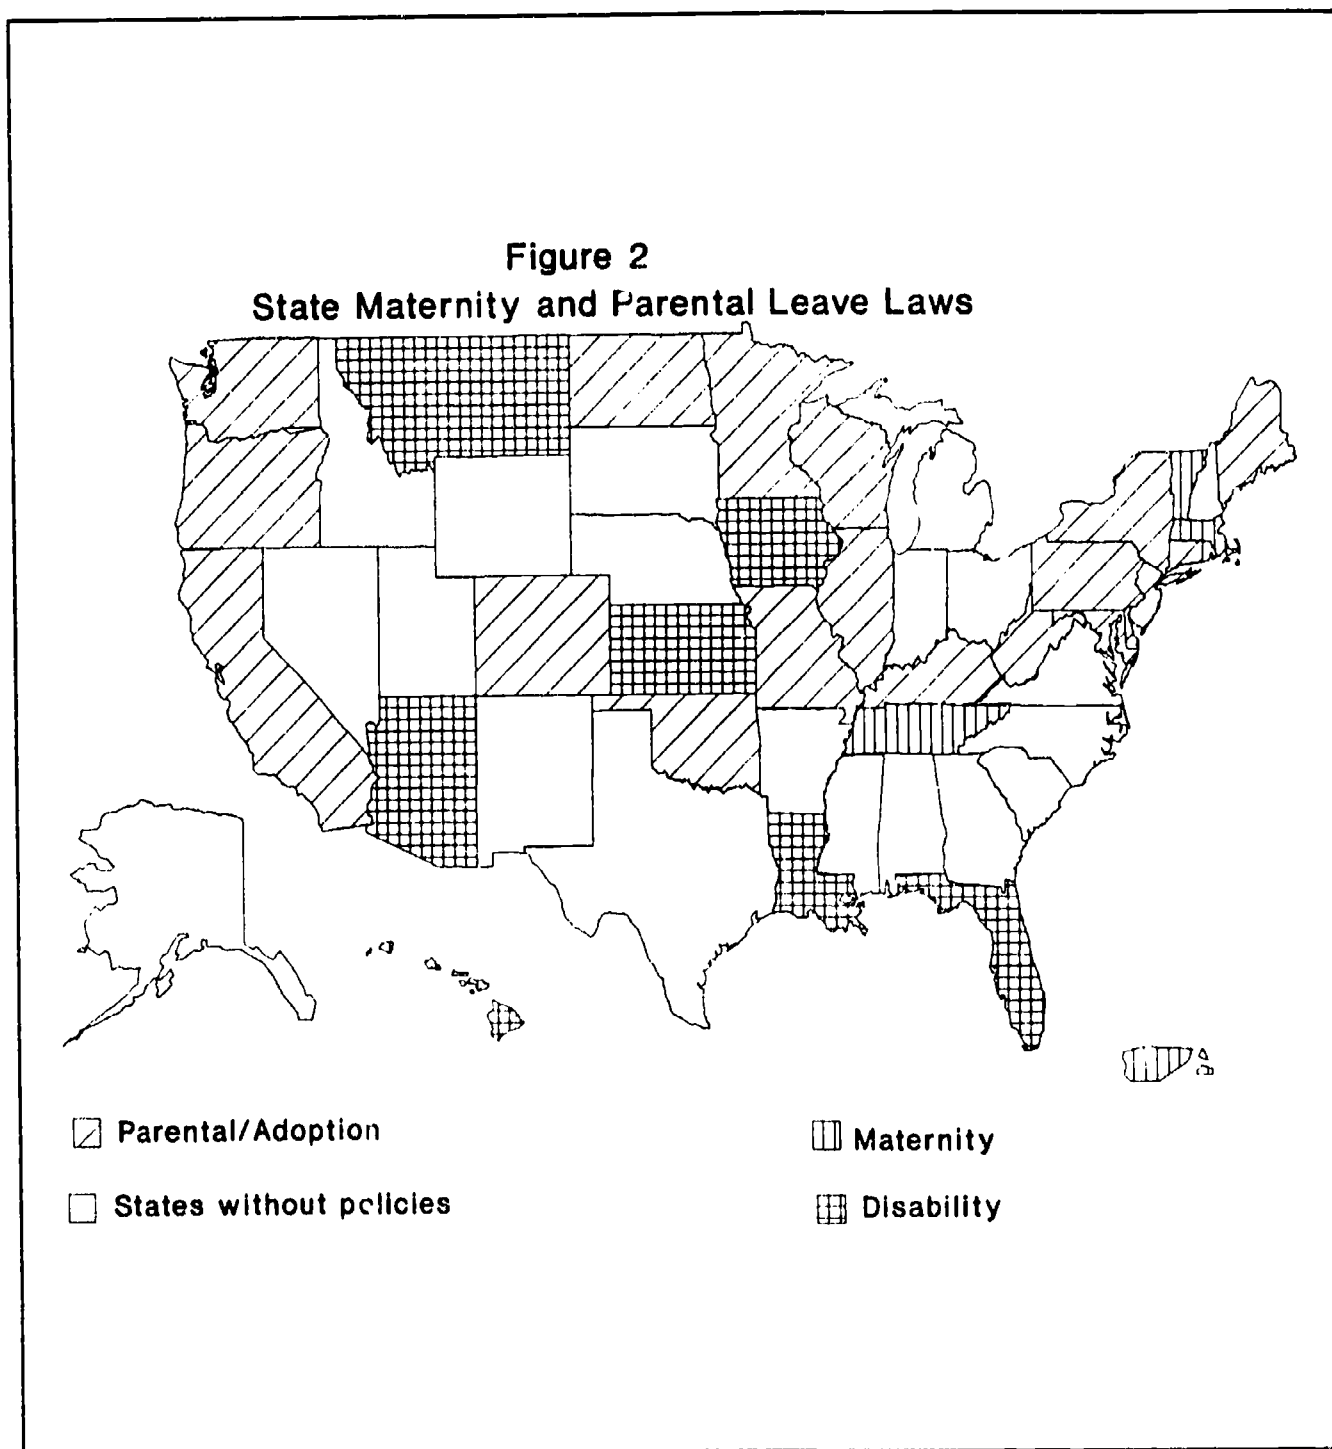 Figure 2
State Maternity and Parental Leave Laws
Parental/Adoption
Maternity
States without policies
Disability